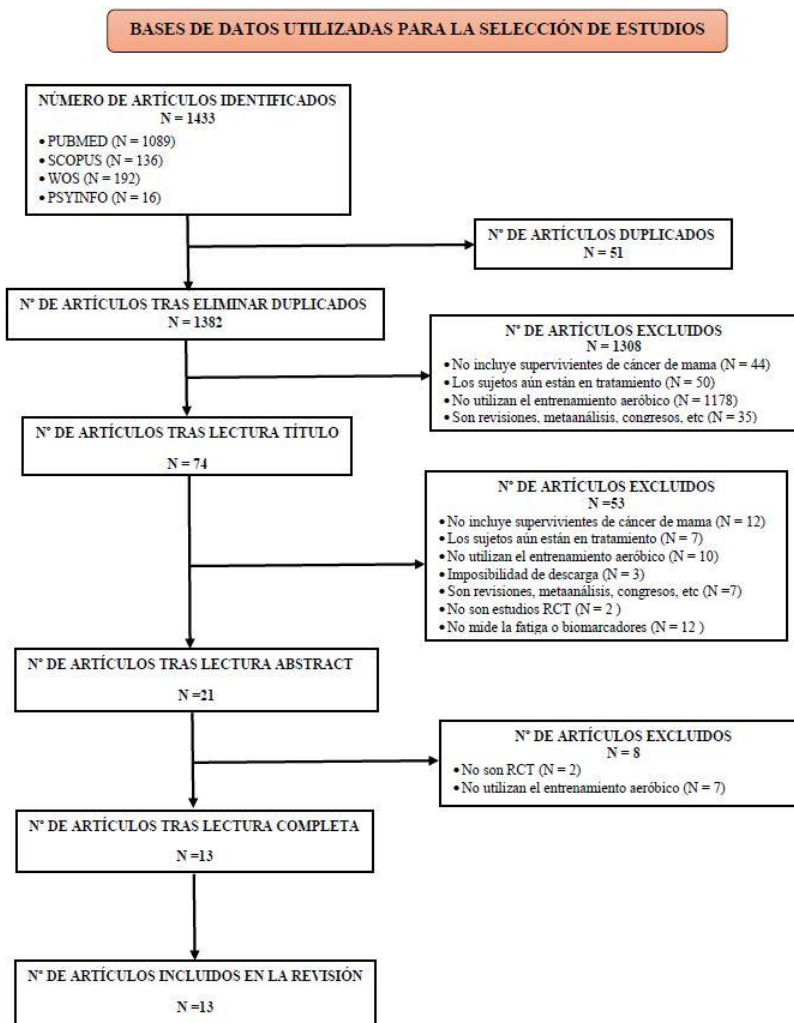 BASES DE DATOS UTILIZADAS PARA LA SELECCIÓN DE ESTUDIOS
NÚMERO DE ARTÍCULOS IDENTIFICADOS
N = 1433
• PUBMED (N = 1089)
• SCOPUS (N = 136)
• WOS (N = 192)
• PSYINFO (N = 16)
Nº DE ARTÍCULOS DUPLICADOS
N = 51
Nº DE ARTÍCULOS TRAS ELIMINAR DUPLICADOS
N = 1382
Nº DE ARTÍCULOS EXCLUIDOS
N = 1308
• No incluye supervivientes de cáncer de mama (N = 44)
• Los sujetos aún están en tratamiento (N = 50)
• No utilizan el entrenamiento aeróbico (N = 1178)
• Son revisiones, metaanálisis, congresos, etc (N = 35)
Nº DE ARTÍCULOS TRAS LECTURA TÍTULO
N = 74
Nº DE ARTÍCULOS EXCLUIDOS
N =53
• No incluye supervivientes de cáncer de mama (N = 12)
• Los sujetos aún están en tratamiento (N = 7)
• No utilizan el entrenamiento aeróbico (N = 10)
• Imposibilidad de descarga (N = 3)
• Son revisiones, metaanálisis, congresos, etc (N =7)
• No son estudios RCT (N = 2 )
• No mide la fatiga o biomarcadores (N = 12 )
Nº DE ARTÍCULOS TRAS LECTURA ABSTRACT
N =21
Nº DE ARTÍCULOS EXCLUIDOS
N = 8
• No son RCT (N = 2)
• No utilizan el entrenamiento aeróbico (N = 7)
Nº DE ARTÍCULOS TRAS LECTURA COMPLETA
N =13
Nº DE ARTÍCULOS INCLUIDOS EN LA REVISIÓN
N =13